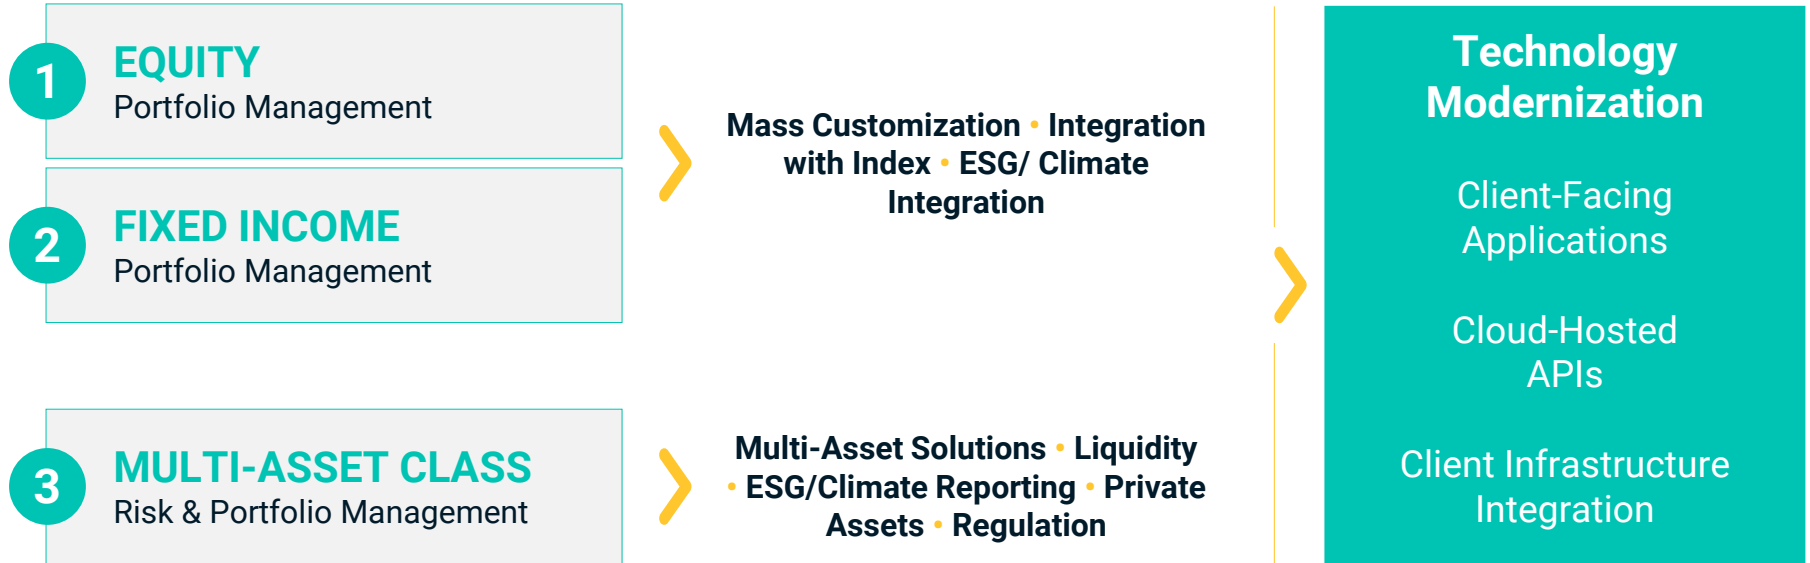 1
EQUITY
Portfolio Management
2
FIXED INCOME
Portfolio Management
Mass Customization • Integration
with Index • ESG/ Climate
Integration
3
MULTI-ASSET CLASS
Risk & Portfolio Management
Multi-Asset Solutions • Liquidity
• ESG/Climate Reporting • Private
Assets • Regulation
Technology
Modernization
Client-Facing
Applications
Cloud-Hosted
APIs
Client Infrastructure
Integration